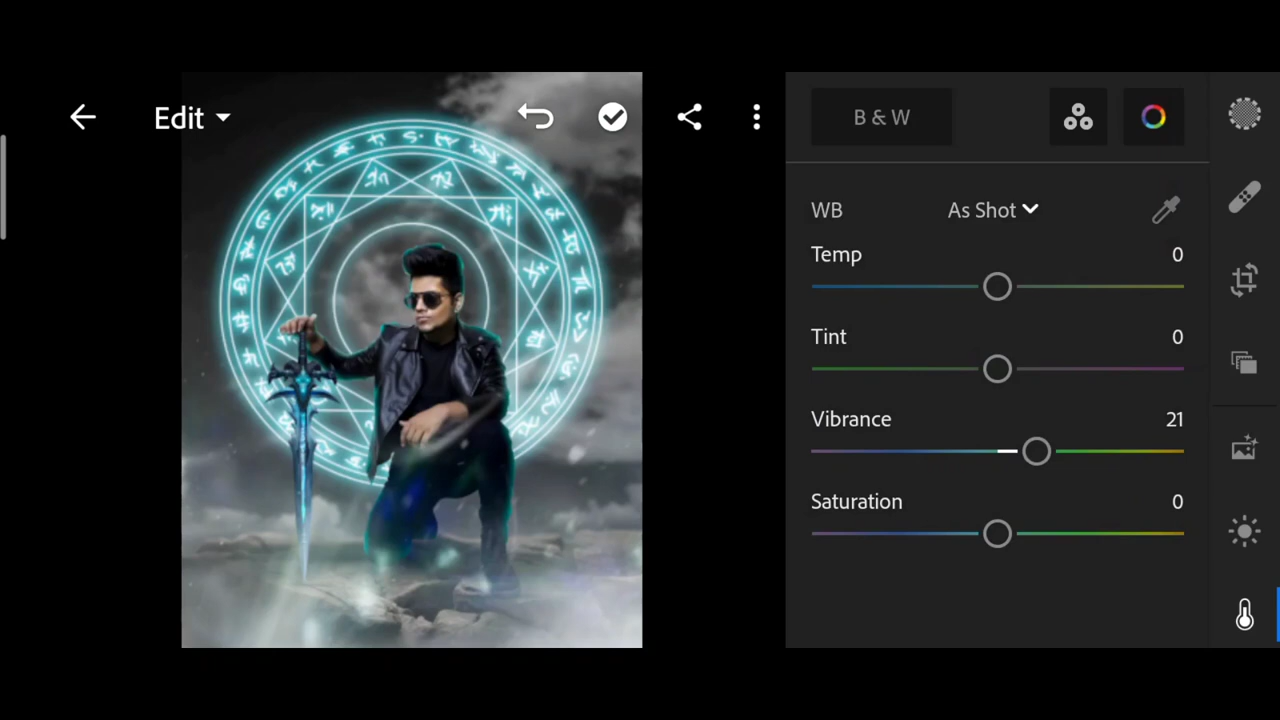 Edit
B & W
WB As Shot
Temp 0
Tint 0
Vibrance 21
Saturation 0